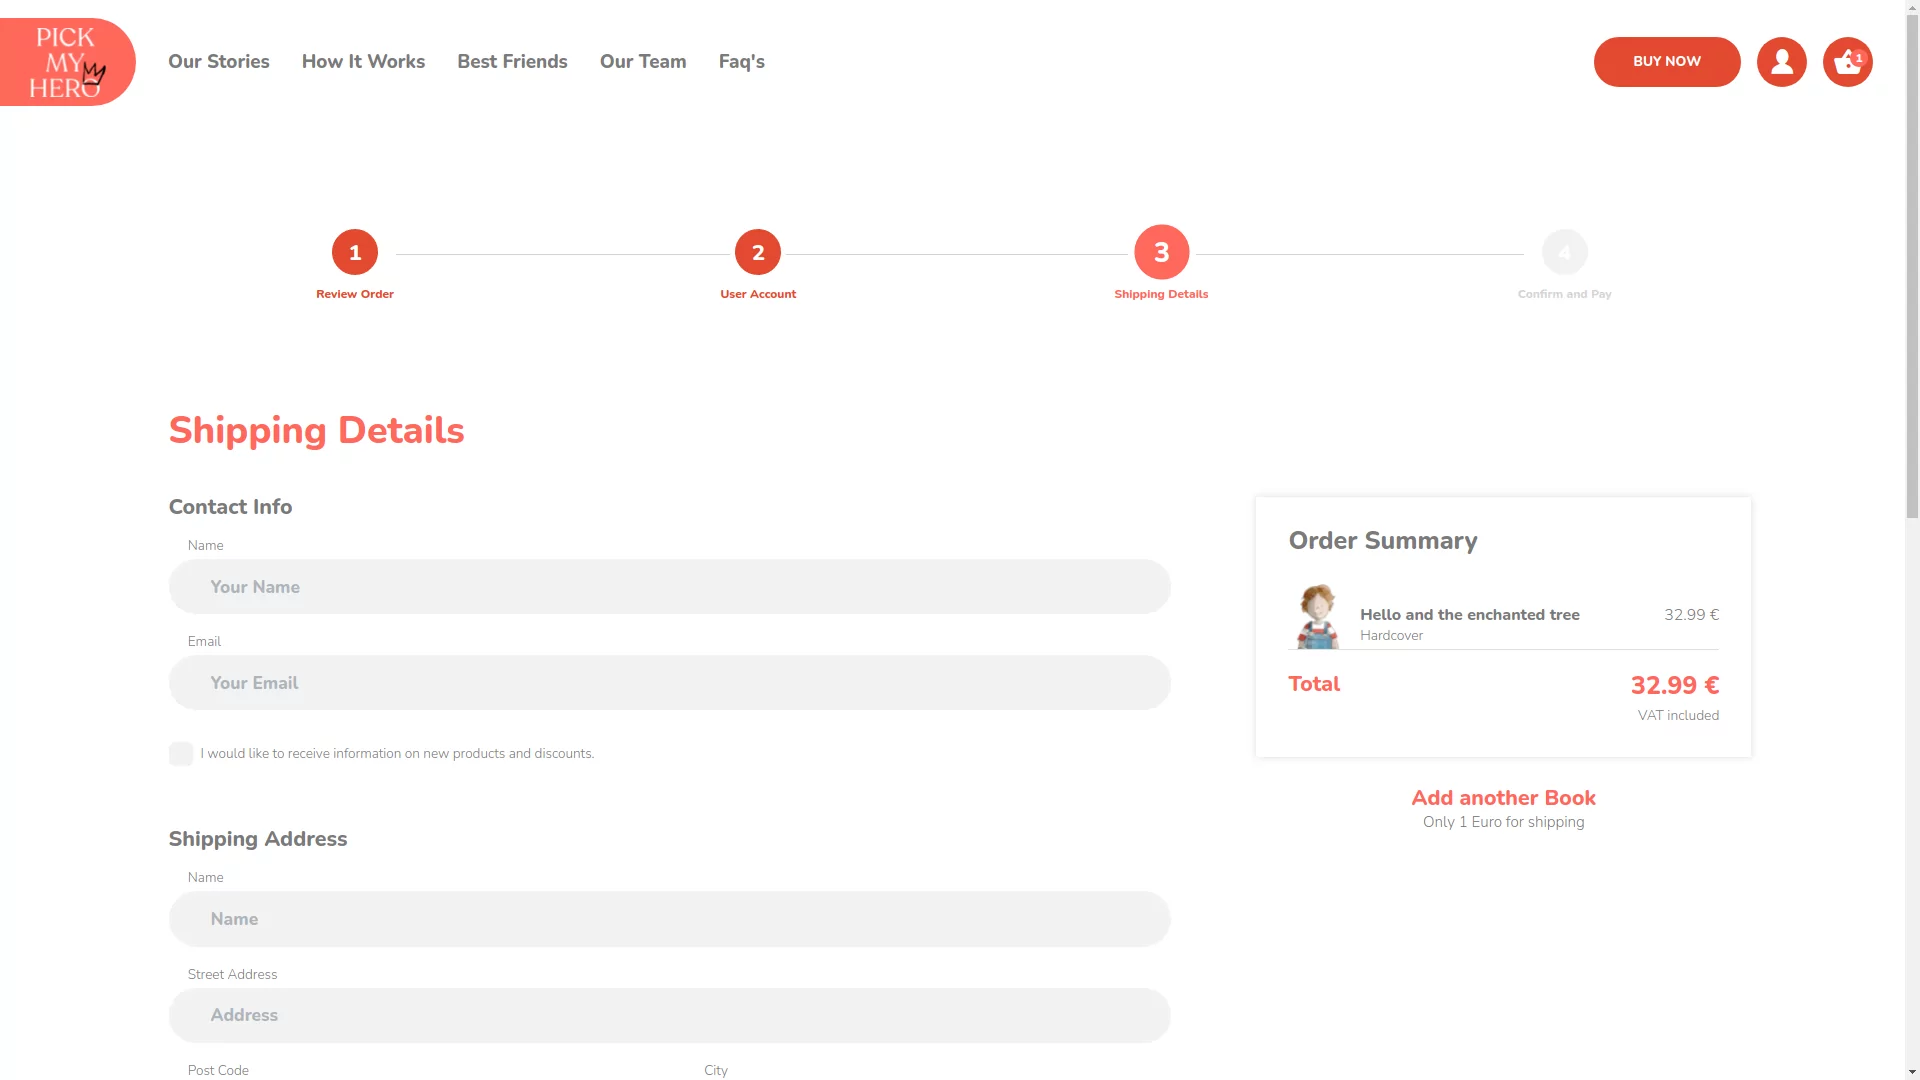 PICK
MY
HERO
Our Stories
How It Works
Best Friends
Our Team
Faq's
BUY NOW
1
1
Review Order
2
User Account
3
Shipping Details
4
Confirm and Pay
Shipping Details
Contact Info
Name
Your Name
Email
Your Email
I would like to receive information on new products and discounts.
Shipping Address
Name
Name
Street Address
Address
Post Code
City
Order Summary
Hello and the enchanted tree
32.99 €
Hardcover
Total
32.99 €
VAT included
Add another Book
Only 1 Euro for shipping